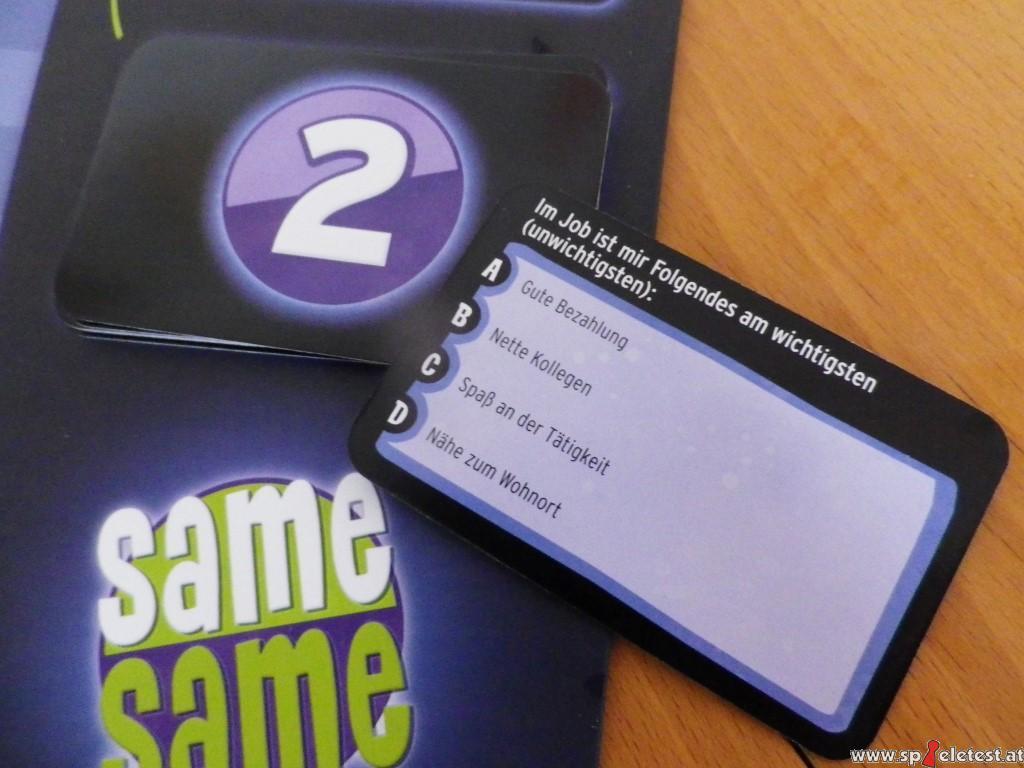 2
Im Job ist mir Folgendes am wichtigsten
(unwichtigsten):
A Gute Bezahlung
B Nette Kollegen
C Spaß an der Tätigkeit
D Nähe zum Wohnort
same
same
www.spieletest.at